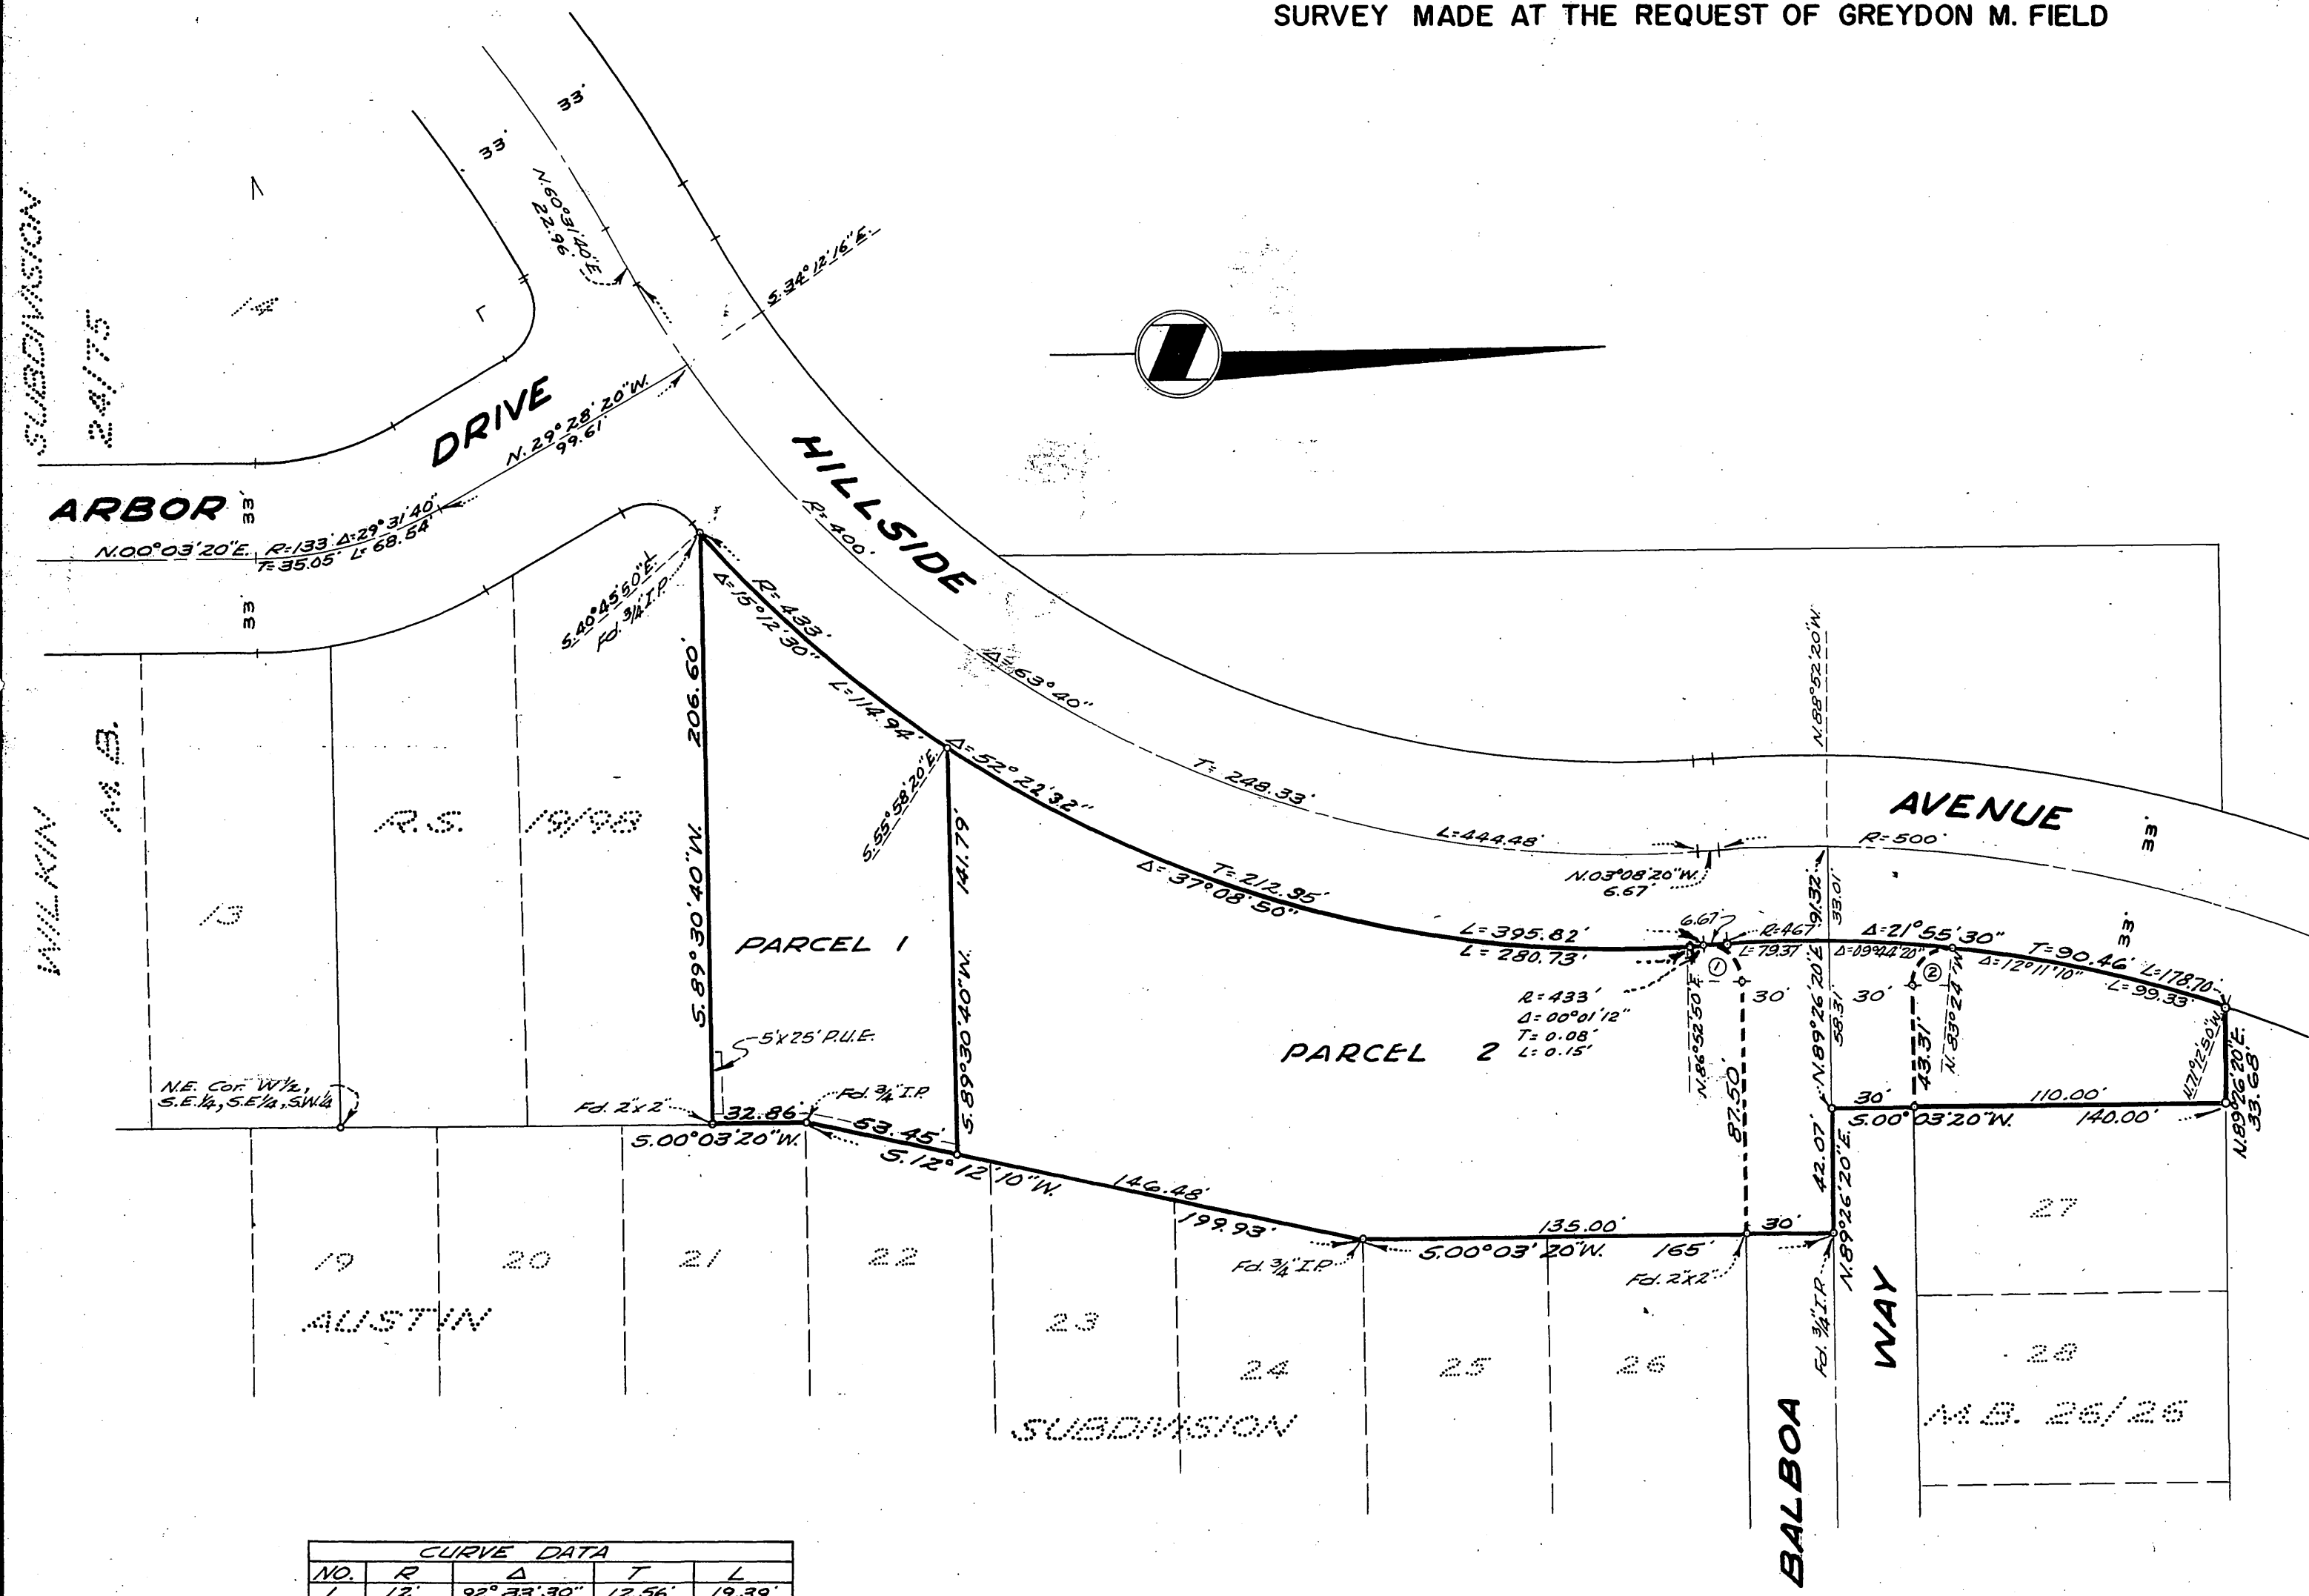 SURVEY MADE AT THE REQUEST OF GREYDON M. FIELD
33'
33'
N.60°31'40"E.
22.96'
S.34°12'16"E.
SUBDIVISION
24/75
14
DRIVE
N.29°28'20"W.
99.61'
HILLSIDE
R=400'
ARBOR
33'
N.00°03'20"E.
R=133' Δ=29°31'40"
T=35.05' L=68.54'
33'
S.40°45'50"E.
Fd. 3/4" I.P.
R=433'
Δ=15°12'30"
L=114.94'
Δ=63°40"
206.60'
S.89°30'40"W.
N.88°52'20"W.
WILKIN
M.B.
R.S. 19/98
13
Δ=52°22'32"
S.55°58'20"E.
T=248.33'
L=444.48'
AVENUE
R=500'
33'
141.79'
S.89°30'40"W.
T=212.95'
Δ=37°08'50"
N.03°08'20"W.
6.67'
91.32'
33.01'
PARCEL 1
L=395.82'
L=280.73'
6.67'
R=467'
L=79.37'
Δ=21°55'30"
Δ=09°44'20"
T=90.46'
L=178.70'
Δ=12°11'10"
L=99.33'
33'
1
2
R=433'
Δ=00°01'12"
T=0.08'
L=0.15'
PARCEL 2
N.86°52'50"E.
30'
N.89°26'20"E.
58.31'
30'
43.31'
N.83°24'W.
N.71°12'50"W.
N.89°26'20"E.
33.68'
5'x25' P.U.E.
N.E. Cor. W1/2,
S.E.1/4, S.E1/4, S.W.1/4
Fd. 2"x2"
32.86'
Fd. 3/4" I.P.
S.00°03'20"W.
53.45'
S.12°12'10"W.
146.48'
199.93'
87.50'
30'
110.00'
S.00°03'20"W.
140.00'
42.07'
N.89°26'20"E.
135.00'
30'
S.00°03'20"W.
165'
Fd. 3/4" I.P.
Fd. 2"x2"
Fd. 3/4" I.P.
19
20
21
22
23
24
25
26
27
28
AUSTIN
SUBDIVISION
BALBOA
WAY
M.B. 26/26
CURVE DATA
NO. R Δ T L
1 12' 92°33'30" 12.56' 19.39'